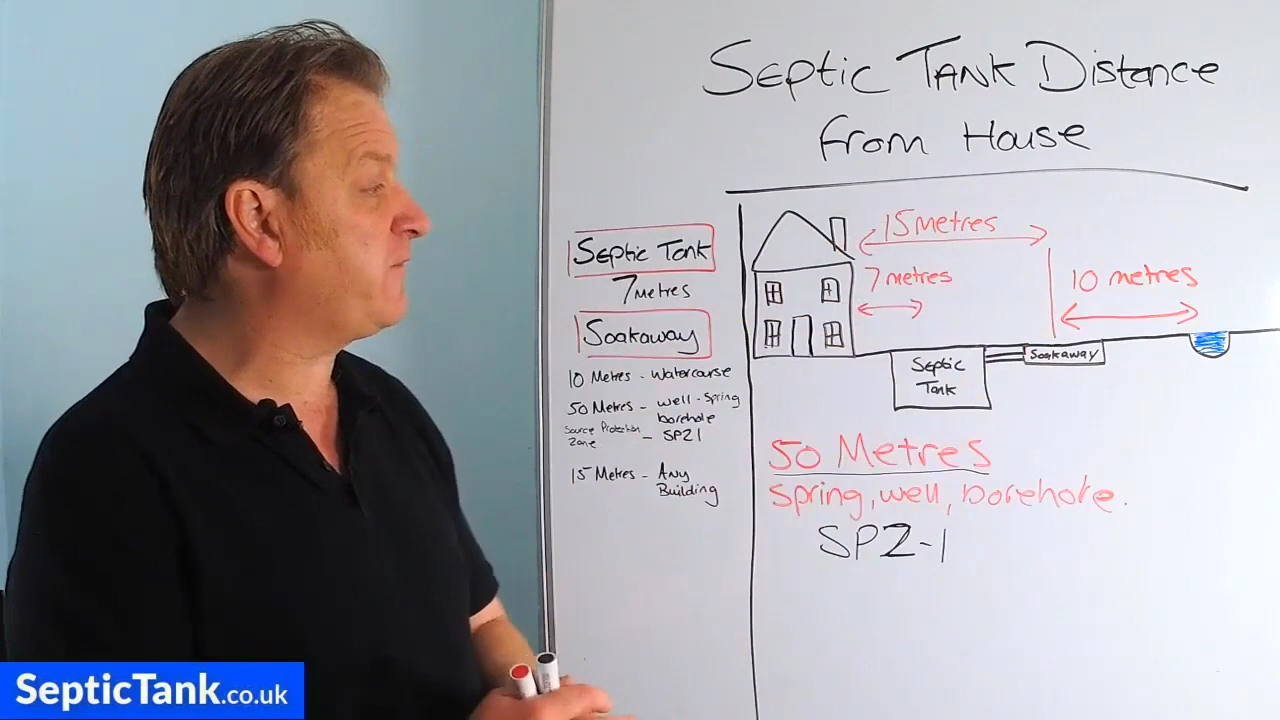 Septic Tank Distance
from House
Septic Tank
7 Metres
Soakaway
10 Metres - Watercourse
50 Metres - well - Spring
borehole
Source Protection
Zone - SPZ1
15 Metres - Any
Building
15 Metres
7 metres
10 metres
Septic
Tank
Soakaway
50 Metres
Spring, well, borehole.
SPZ-1
SepticTank.co.uk